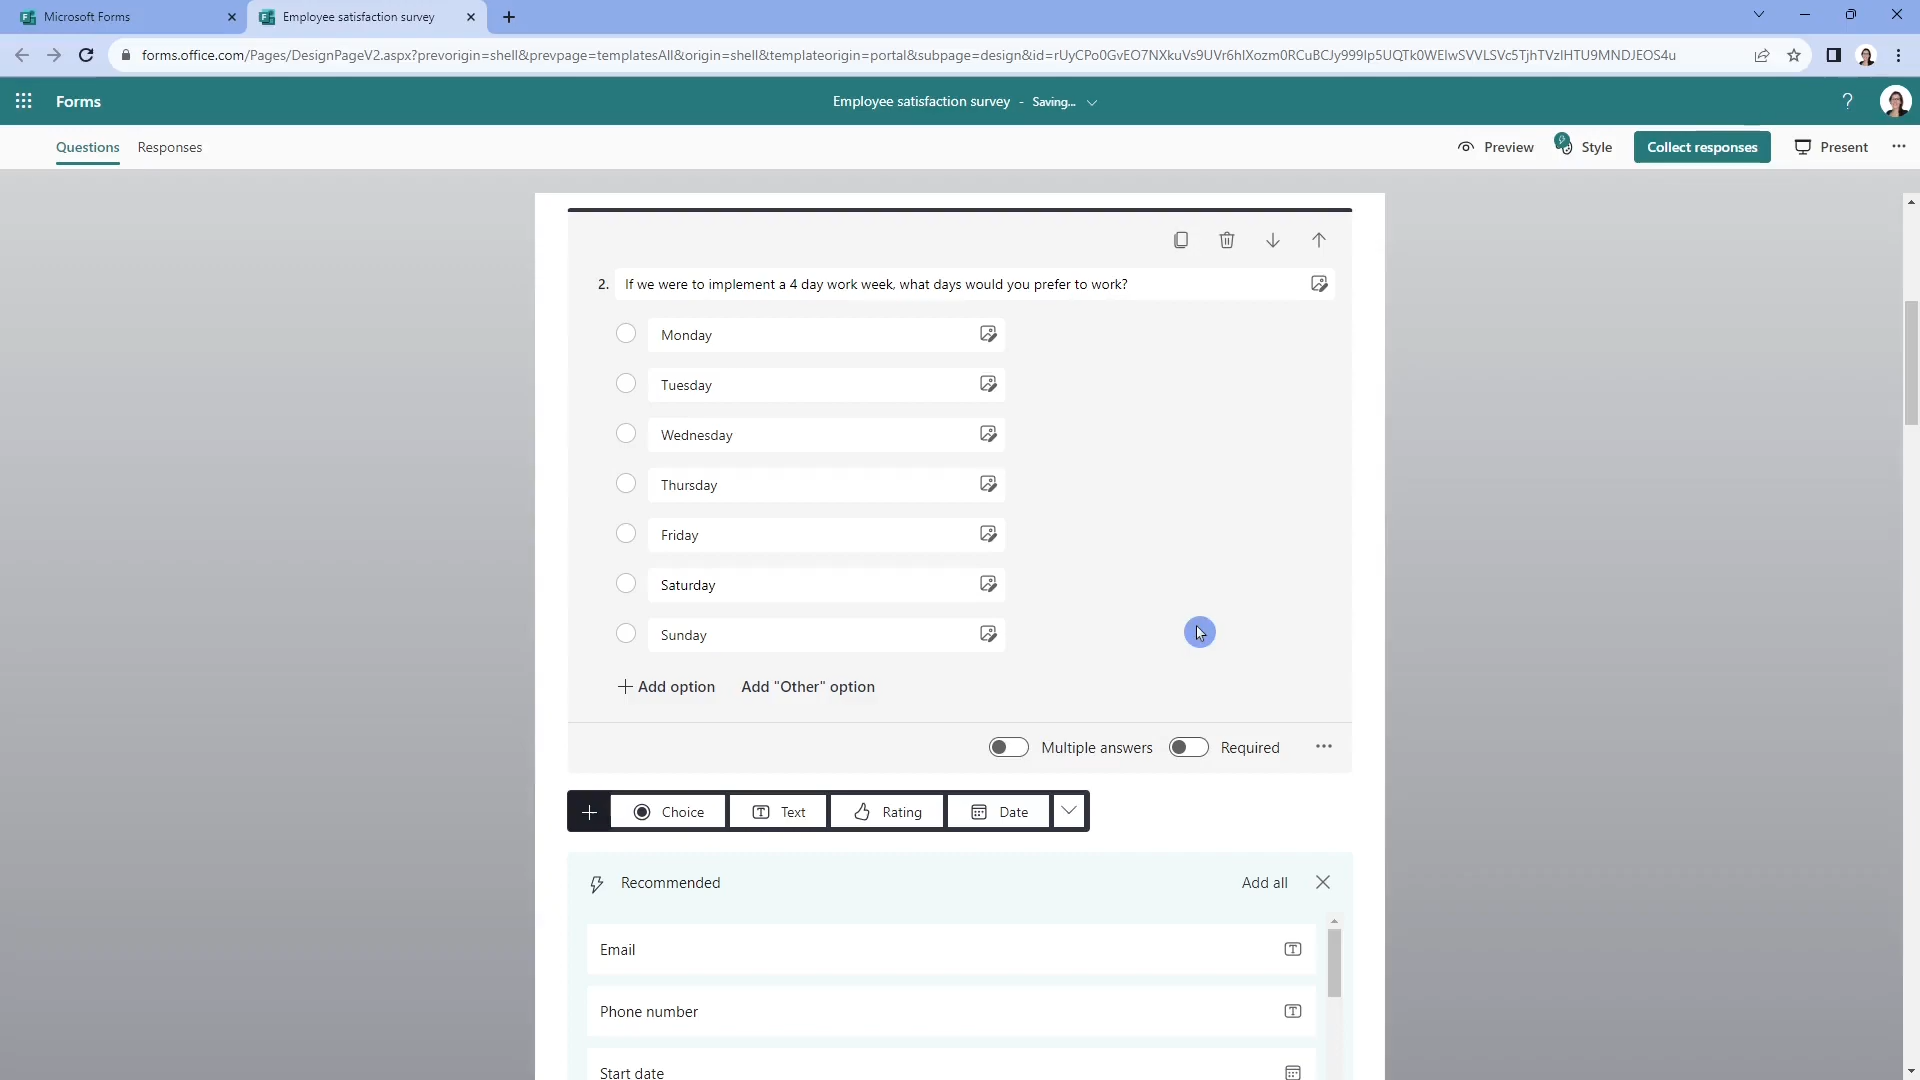 Microsoft Forms
Employee satisfaction survey
forms.office.com/Pages/DesignPageV2.aspx?prevorigin=shell&prevpage=templatesAll&origin=shell&templateorigin=portal&subpage=design&id=rUyCPo0GvEO7NXkuVs9UVr6hlXozm0RCuBCJy999Ip5UQTk0WElwSVVLSVc5TjhTVzlHTU9MNDJEOS4u
Forms
Employee satisfaction survey - Saving...
?
Questions Responses
Preview Style Collect responses Present
2. If we were to implement a 4 day work week, what days would you prefer to work?
Monday
Tuesday
Wednesday
Thursday
Friday
Saturday
Sunday
+ Add option Add "Other" option
Multiple answers Required
+ Choice Text Rating Date
Recommended Add all
Email
Phone number
Start date